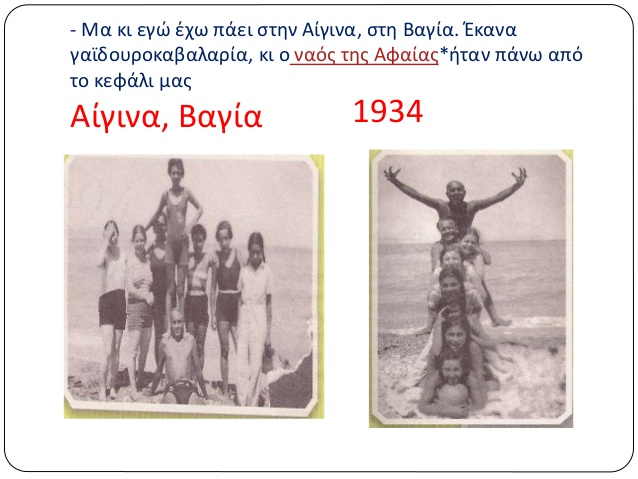 - Μα κι εγώ έχω πάει στην Αίγινα, στη Βαγία. Έκανα
γαϊδουροκαβαλαρία, κι ο ναός της Αφαίας*ήταν πάνω από
το κεφάλι μας
Αίγινα, Βαγία
1934